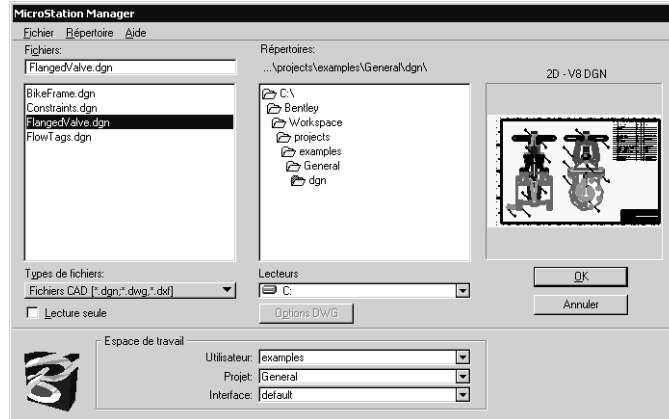 MicroStation Manager
Fichier Répertoire Aide
Fichiers:
FlangedValve.dgn
BikeFrame.dgn
Constraints.dgn
FlangedValve.dgn
FlowTags.dgn
Types de fichiers:
Fichiers CAD [*.dgn;*.dwg,*.dxf]
Lecture seule
Répertoires:
...\projects\examples\General\dgn\
C:\
Bentley
Workspace
projects
examples
General
dgn
Lecteurs
C:
Options DWG
2D - V8 DGN
OK
Annuler
Espace de travail
Utilisateur: examples
Projet: General
Interface: default